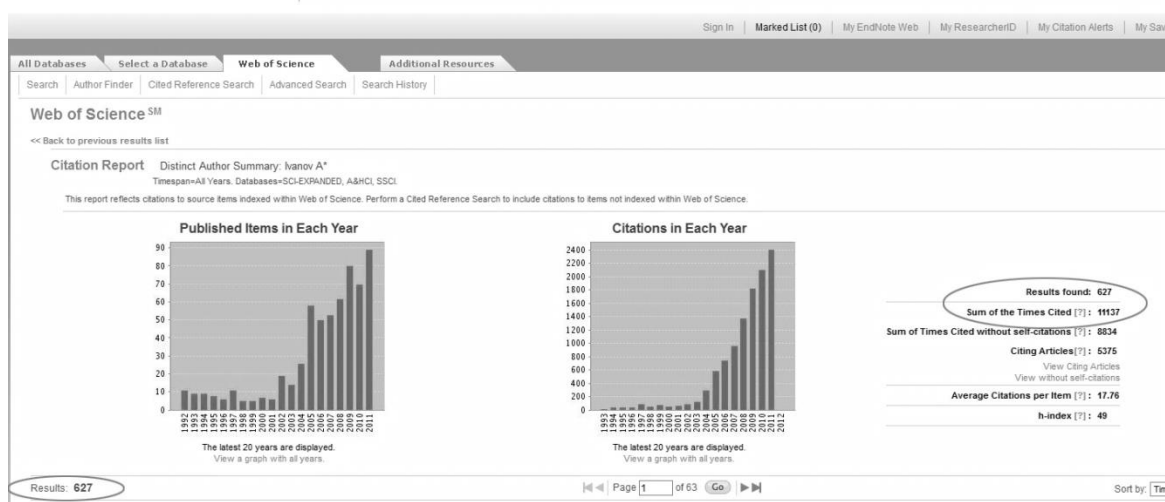 Sign In | Marked List (0) | My EndNote Web | My ResearcherID | My Citation Alerts | My Sav
All Databases Select a Database Web of Science Additional Resources
Search | Author Finder | Cited Reference Search | Advanced Search | Search History
Web of Science SM
<< Back to previous results list
Citation Report Distinct Author Summary: Ivanov A*
Timespan=All Years. Databases=SCI-EXPANDED, A&HCI, SSCI.
This report reflects citations to source items indexed within Web of Science. Perform a Cited Reference Search to include citations to items not indexed within Web of Science.
Published Items in Each Year
90
80
70
60
50
40
30
20
10
0
1992 1993 1994 1995 1996 1997 1998 1999 2000 2001 2002 2003 2004 2005 2006 2007 2008 2009 2010 2011
The latest 20 years are displayed.
View a graph with all years.
Citations in Each Year
2400
2200
2000
1800
1600
1400
1200
1000
800
600
400
200
0
1993 1994 1995 1996 1997 1998 1999 2000 2001 2002 2003 2004 2005 2006 2007 2008 2009 2010 2011 2012
The latest 20 years are displayed.
View a graph with all years.
Results found: 627
Sum of the Times Cited [?] : 11137
Sum of Times Cited without self-citations [?] : 8834
Citing Articles[?] : 5375
View Citing Articles
View without self-citations
Average Citations per Item [?] : 17.76
h-index [?] : 49
Results: 627
Page 1 of 63 Go
Sort by: Tim